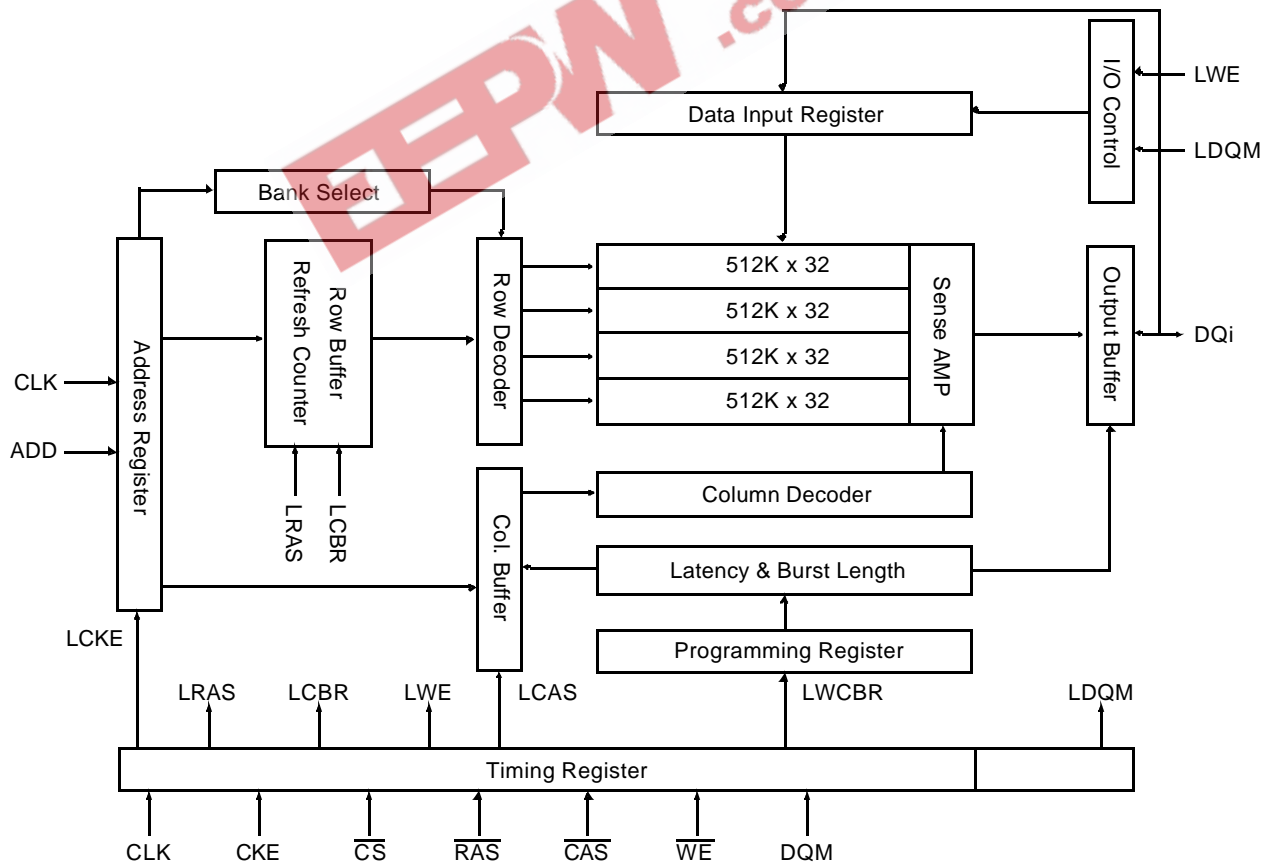 EEPW .co
I/O Control
LWE
Data Input Register
LDQM
Bank Select
Address Register
Refresh Counter
Row Buffer
Row Decoder
512K x 32
512K x 32
512K x 32
512K x 32
Sense AMP
Output Buffer
DQi
CLK
ADD
LRAS
LCBR
Col. Buffer
Column Decoder
Latency & Burst Length
Programming Register
LCKE
LRAS
LCBR
LWE
LCAS
LWCBR
LDQM
Timing Register
CLK
CKE
CS
RAS
CAS
WE
DQM